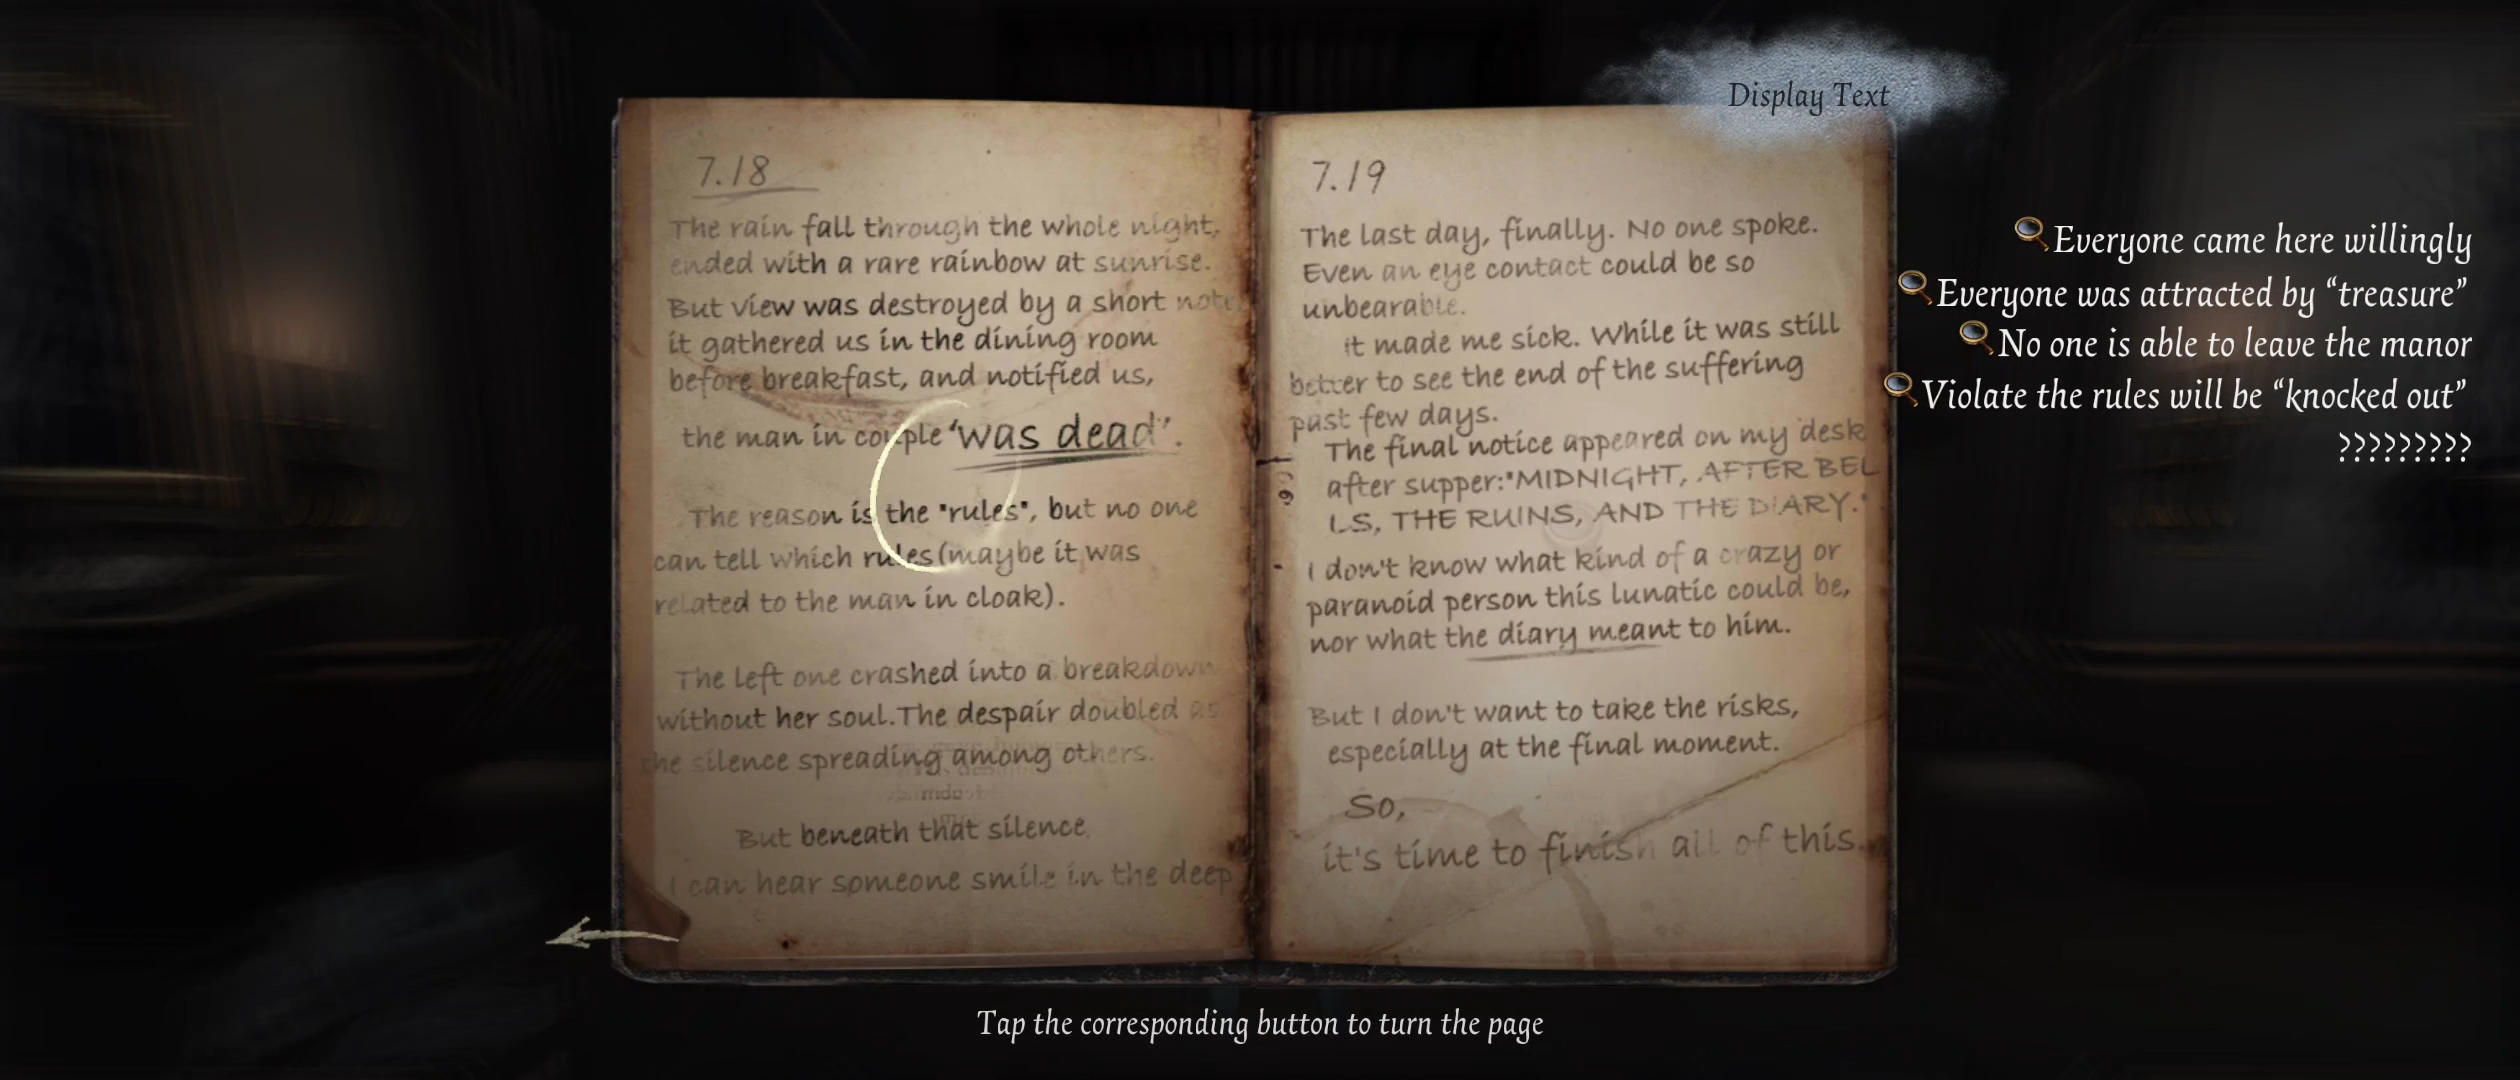 Display Text
7.18
The rain fall through the whole night,
ended with a rare rainbow at sunrise.
But view was destroyed by a short note
it gathered us in the dining room
before breakfast, and notified us,
the man in couple 'was dead'.
The reason is the "rules", but no one
can tell which rules(maybe it was
related to the man in cloak).
The left one crashed into a breakdown
without her soul.The despair doubled as
the silence spreading among others.
But beneath that silence,
I can hear someone smile in the deep
7.19
The last day, finally. No one spoke.
Even an eye contact could be so
unbearable.
it made me sick. While it was still
better to see the end of the suffering
past few days.
The final notice appeared on my desk
after supper:"MIDNIGHT, AFTER BEL
LS, THE RUINS, AND THE DIARY."
I don't know what kind of a crazy or
paranoid person this lunatic could be,
nor what the diary meant to him.
But I don't want to take the risks,
especially at the final moment.
So,
it's time to finish all of this.
Everyone came here willingly
Everyone was attracted by “treasure”
No one is able to leave the manor
Violate the rules will be “knocked out”
?????????
Tap the corresponding button to turn the page